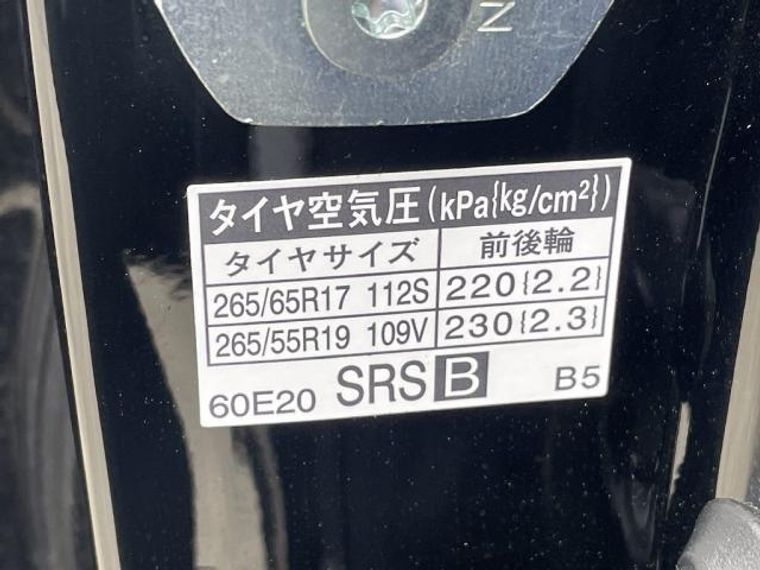 N
タイヤ空気圧(kPa{kg/cm²})
タイヤサイズ 前後輪
265/65R17 112S 220{2.2}
265/55R19 109V 230{2.3}
60E20 SRS B B5